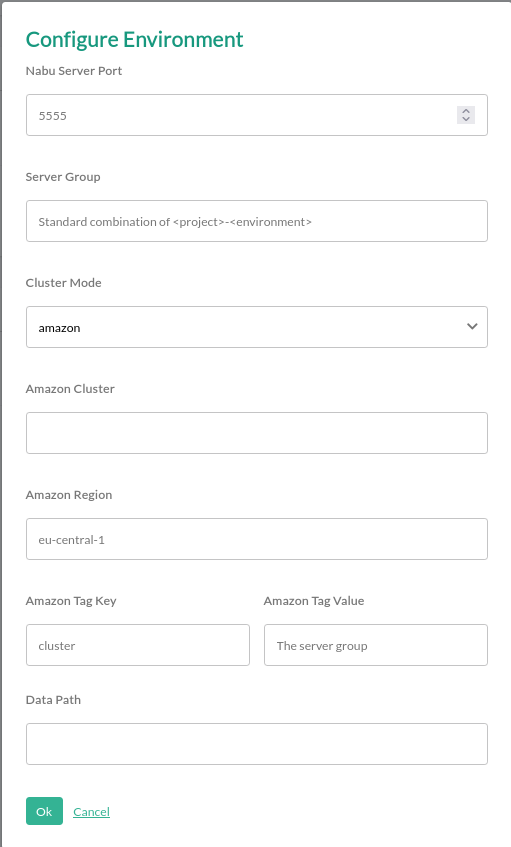 Configure Environment
Nabu Server Port
5555
Server Group
Standard combination of <project>-<environment>
Cluster Mode
amazon
Amazon Cluster
Amazon Region
eu-central-1
Amazon Tag Key Amazon Tag Value
cluster The server group
Data Path
Ok Cancel